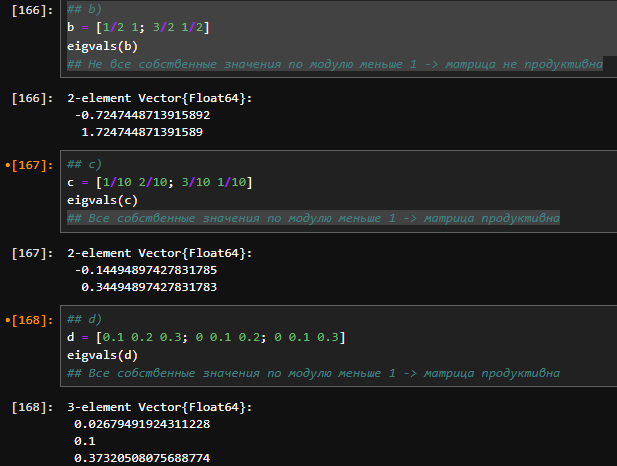 [166]:
## b)
b = [1/2 1; 3/2 1/2]
eigvals(b)
## Не все собственные значения по модулю меньше 1 -> матрица не продуктивна
[166]:
2-element Vector{Float64}:
-0.7247448713915892
1.724744871391589
•[167]:
## c)
c = [1/10 2/10; 3/10 1/10]
eigvals(c)
## Все собственные значения по модулю меньше 1 -> матрица продуктивна
[167]:
2-element Vector{Float64}:
-0.14494897427831785
0.34494897427831783
•[168]:
## d)
d = [0.1 0.2 0.3; 0 0.1 0.2; 0 0.1 0.3]
eigvals(d)
## Все собственные значения по модулю меньше 1 -> матрица продуктивна
[168]:
3-element Vector{Float64}:
0.02679491924311228
0.1
0.37320508075688774